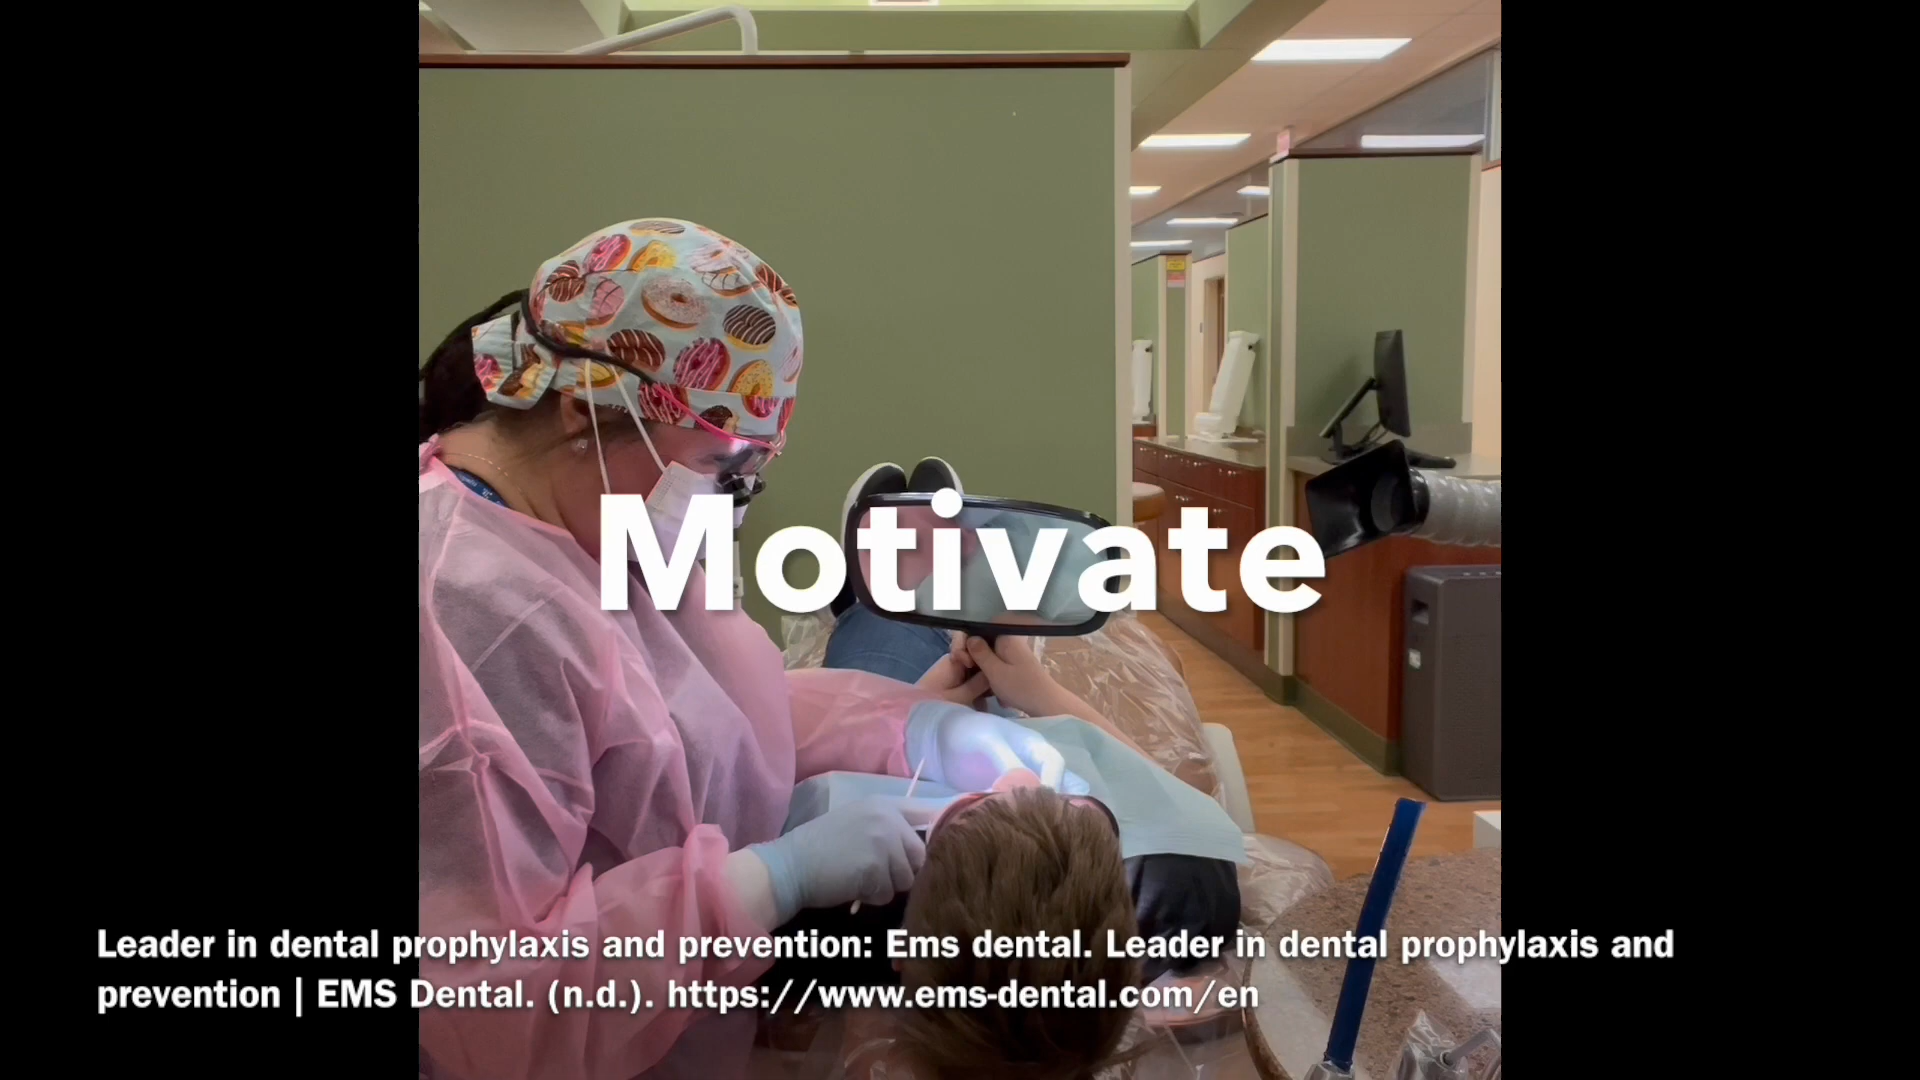 Motivate
Leader in dental prophylaxis and prevention: Ems dental. Leader in dental prophylaxis and
prevention | EMS Dental. (n.d.). https://www.ems-dental.com/en